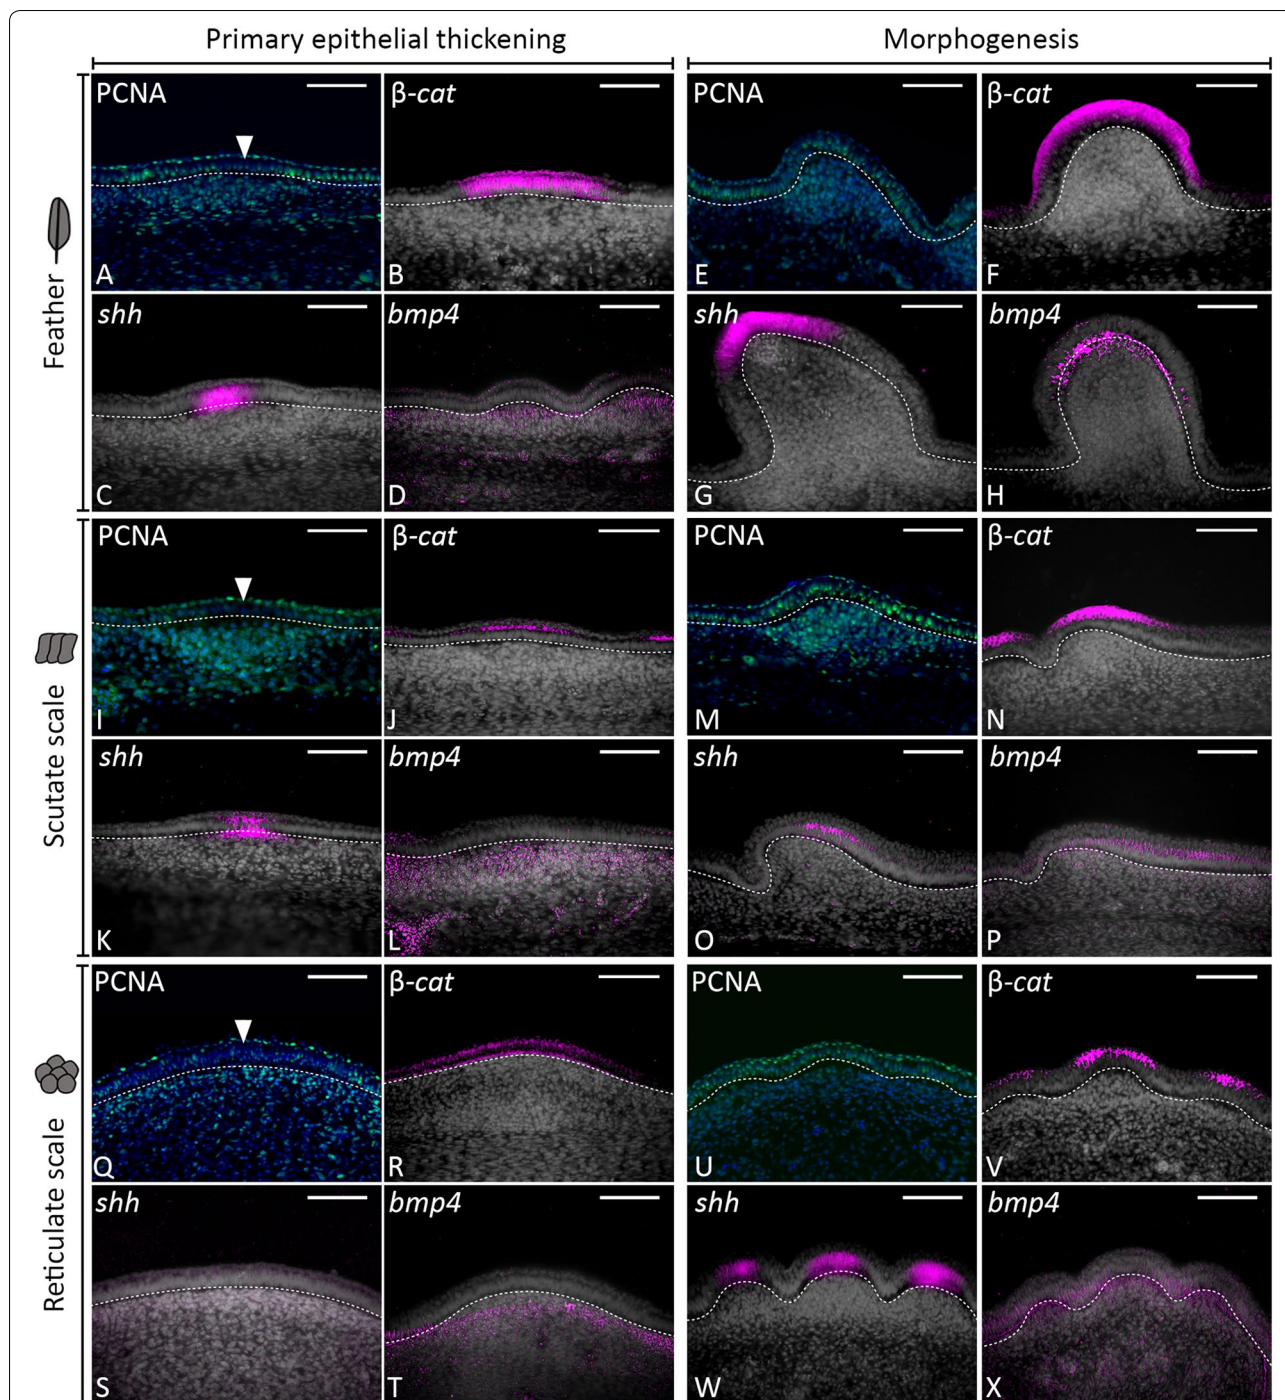 Primary epithelial thickening
Morphogenesis
Feather
PCNA
A
β-cat
B
PCNA
E
β-cat
F
shh
C
bmp4
D
shh
G
bmp4
H
Scutate scale
PCNA
I
β-cat
J
PCNA
M
β-cat
N
shh
K
bmp4
L
shh
O
bmp4
P
Reticulate scale
PCNA
Q
β-cat
R
PCNA
U
β-cat
V
shh
S
bmp4
T
shh
W
bmp4
X